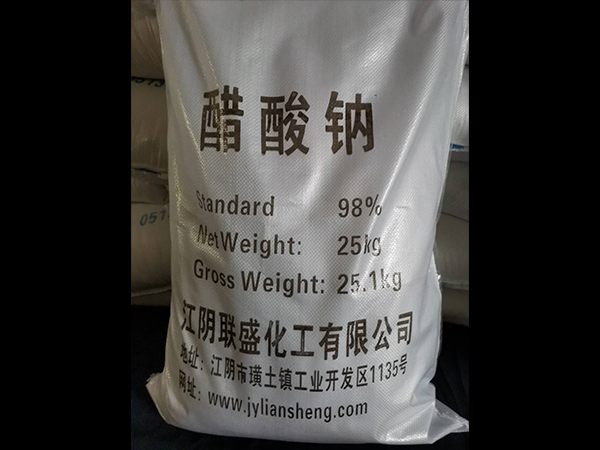 醋酸钠
Standard 98%
Net Weight: 25kg
Gross Weight: 25.1kg
江阴联盛化工有限公司
地址：江阴市璜土镇工业开发区1135号
网址：www.jyliansheng.com